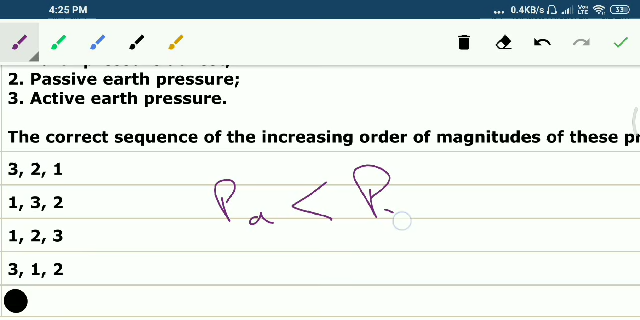 4:25 PM
... 0.4KB/s Vo LTE 33
2. Passive earth pressure;
3. Active earth pressure.
The correct sequence of the increasing order of magnitudes of these
3, 2, 1
1, 3, 2
1, 2, 3
3, 1, 2
Pa < P